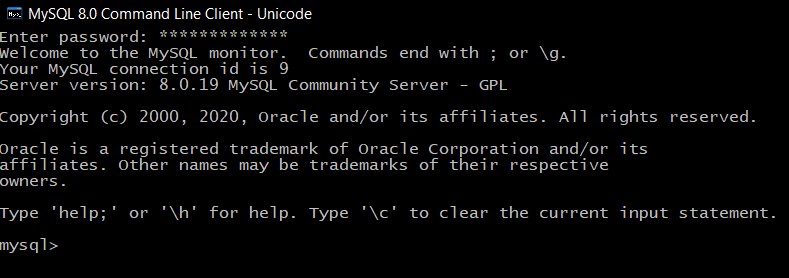 MySQL 8.0 Command Line Client - Unicode
Enter password: *************
Welcome to the MySQL monitor.  Commands end with ; or \g.
Your MySQL connection id is 9
Server version: 8.0.19 MySQL Community Server - GPL
Copyright (c) 2000, 2020, Oracle and/or its affiliates. All rights reserved.
Oracle is a registered trademark of Oracle Corporation and/or its
affiliates. Other names may be trademarks of their respective
owners.
Type 'help;' or '\h' for help. Type '\c' to clear the current input statement.
mysql>